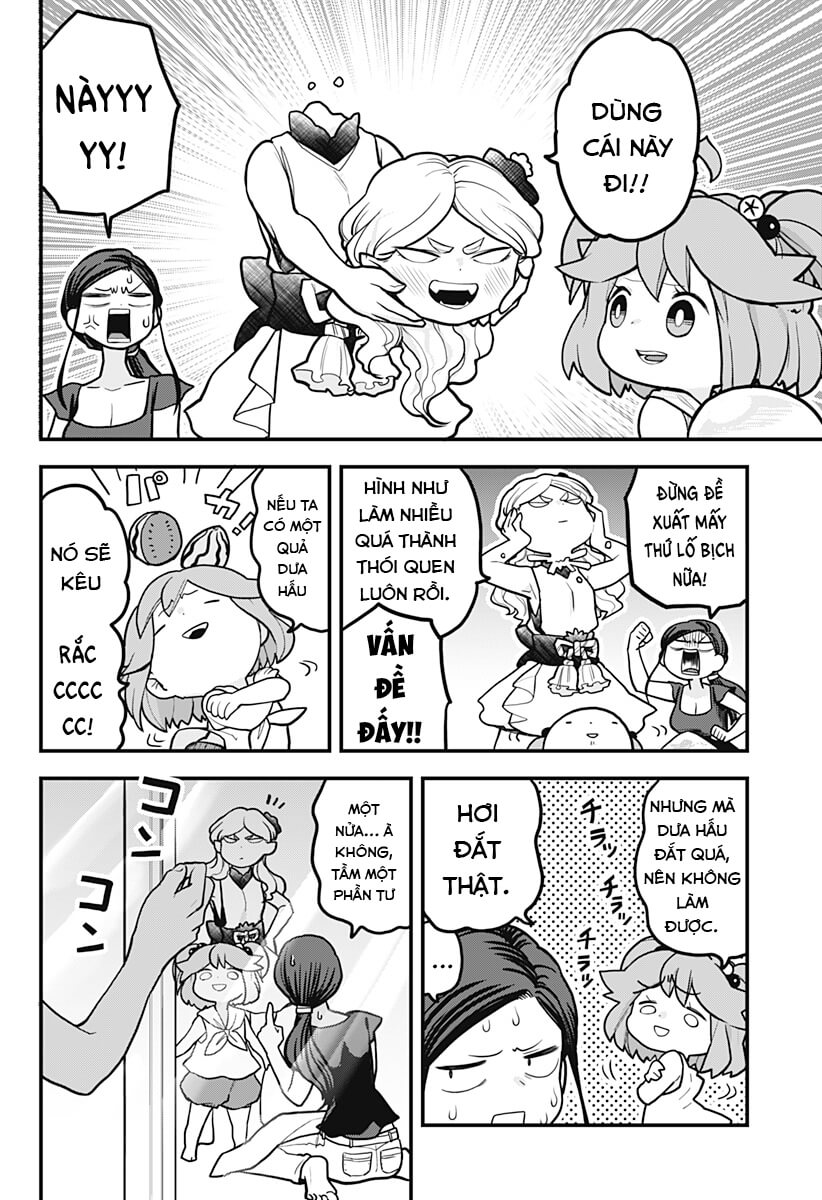 DÙNG
CÁI NÀY
ĐI!!
NÀYYY
YY!
ĐỪNG ĐỀ
XUẤT MẤY
THỨ LỐ BỊCH
NỮA!
HÌNH NHƯ
LÀM NHIỀU
QUÁ THÀNH
THÓI QUEN
LUÔN RỒI.
VẤN
ĐỀ
ĐẤY!!
NẾU TA
CÓ MỘT
QUẢ
DƯA
HẤU
パカッ!
NÓ SẼ
KÊU
RẮC
CCCC
CC!
NHƯNG MÀ
DƯA HẤU
ĐẮT QUÁ,
NÊN KHÔNG
LÀM
ĐƯỢC.
チラッ
チラッ
HƠI
ĐẮT
THẬT.
...
MỘT
NỬA... À
KHÔNG,
TẦM MỘT
PHẦN TƯ
コン
コン